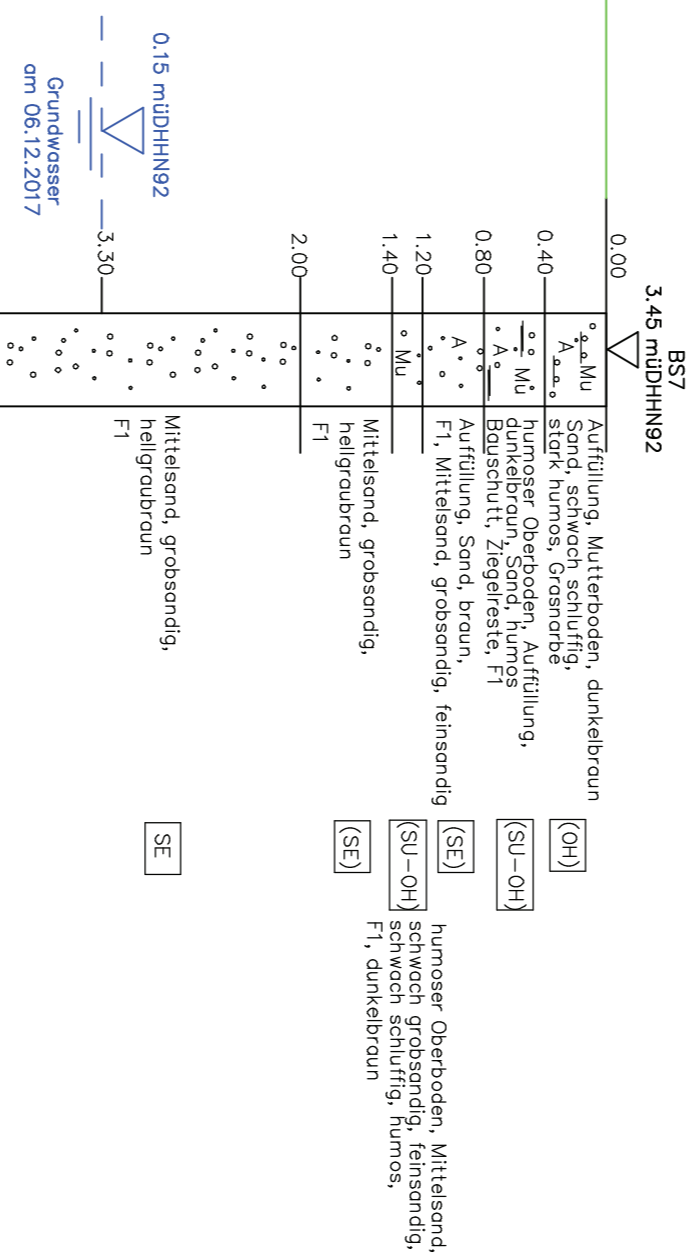 BS7
3.45 müDHHN92
0.00
0.40
0.80
1.20
1.40
2.00
3.30
0.15 müDHHN92
Grundwasser
am 06.12.2017
Mu
A
Auffüllung, Mutterboden, dunkelbraun
Sand, schwach schluffig,
stark humos, Grasnarbe
(OH)
Mu
A
humoser Oberboden, Auffüllung,
dunkelbraun, Sand, humos
Bauschutt, Ziegelreste, F1
(SU-OH)
A
Auffüllung, Sand, braun,
F1, Mittelsand, grobsandig, feinsandig
(SE)
Mu
(SU-OH)
humoser Oberboden, Mittelsand,
schwach grobsandig, feinsandig,
schwach schluffig, humos,
F1, dunkelbraun
Mittelsand, grobsandig,
hellgraubraun
F1
(SE)
Mittelsand, grobsandig,
hellgraubraun
F1
SE